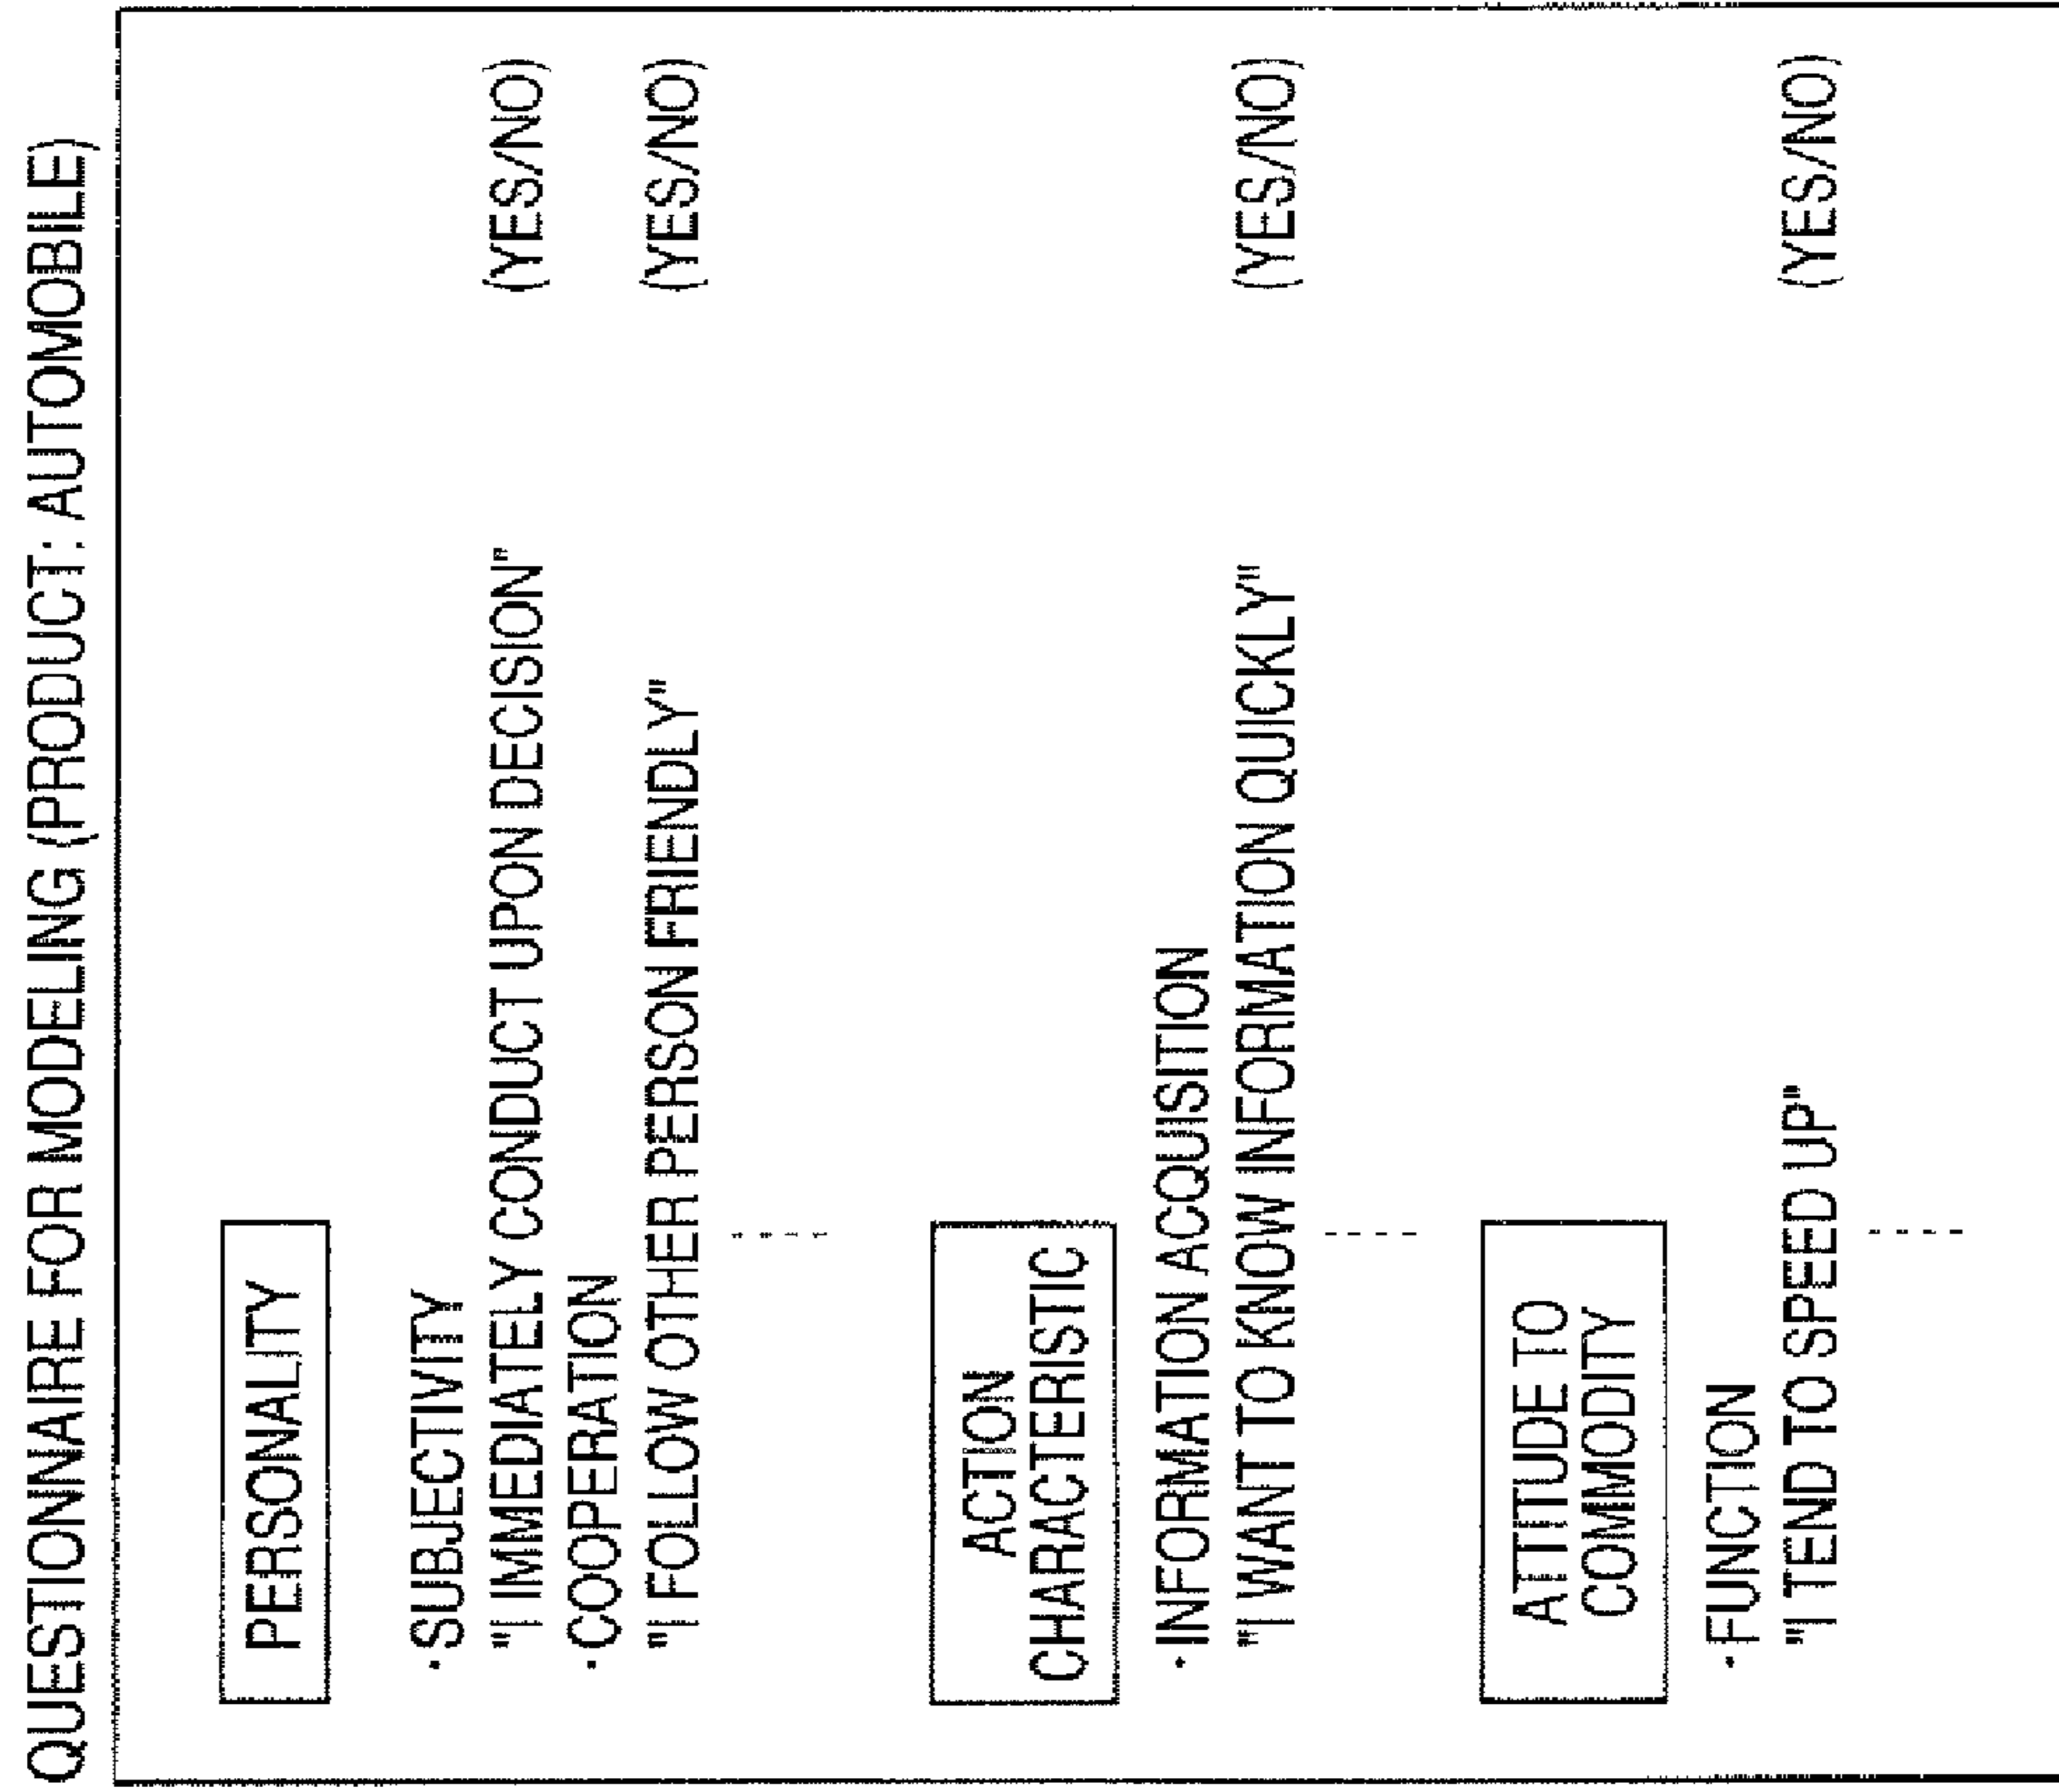 QUESTIONNAIRE FOR MODELING (PRODUCT: AUTOMOBILE)
PERSONALITY
·SUBJECTIVITY
"I IMMEDIATELY CONDUCT UPON DECISION" (YES/NO)
·COOPERATION
"I FOLLOW OTHER PERSON FRIENDLY" (YES/NO)
ACTION
CHARACTERISTIC
·INFORMATION ACQUISITION
"I WANT TO KNOW INFORMATION QUICKLY" (YES/NO)
ATTITUDE TO
COMMODITY
·FUNCTION
"I TEND TO SPEED UP" (YES/NO)